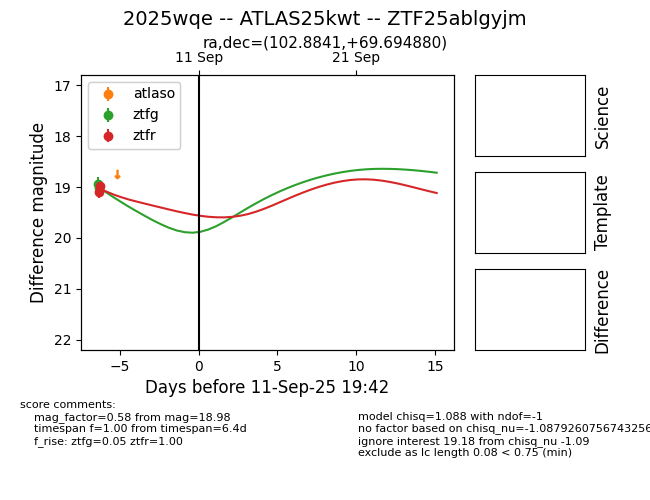 2025wqe -- ATLAS25kwt -- ZTF25ablgyjm
ra,dec=(102.8841,+69.694880)
11 Sep
21 Sep
atlaso
ztfg
ztfr
17
18
19
20
21
22
Difference magnitude
−5
0
5
10
15
Days before 11-Sep-25 19:42
Science
Template
Difference
score comments:
mag_factor=0.58 from mag=18.98
timespan f=1.00 from timespan=6.4d
f_rise: ztfg=0.05 ztfr=1.00
model chisq=1.088 with ndof=-1
no factor based on chisq_nu=-1.0879260756743256
ignore interest 19.18 from chisq_nu -1.09
exclude as lc length 0.08 < 0.75 (min)